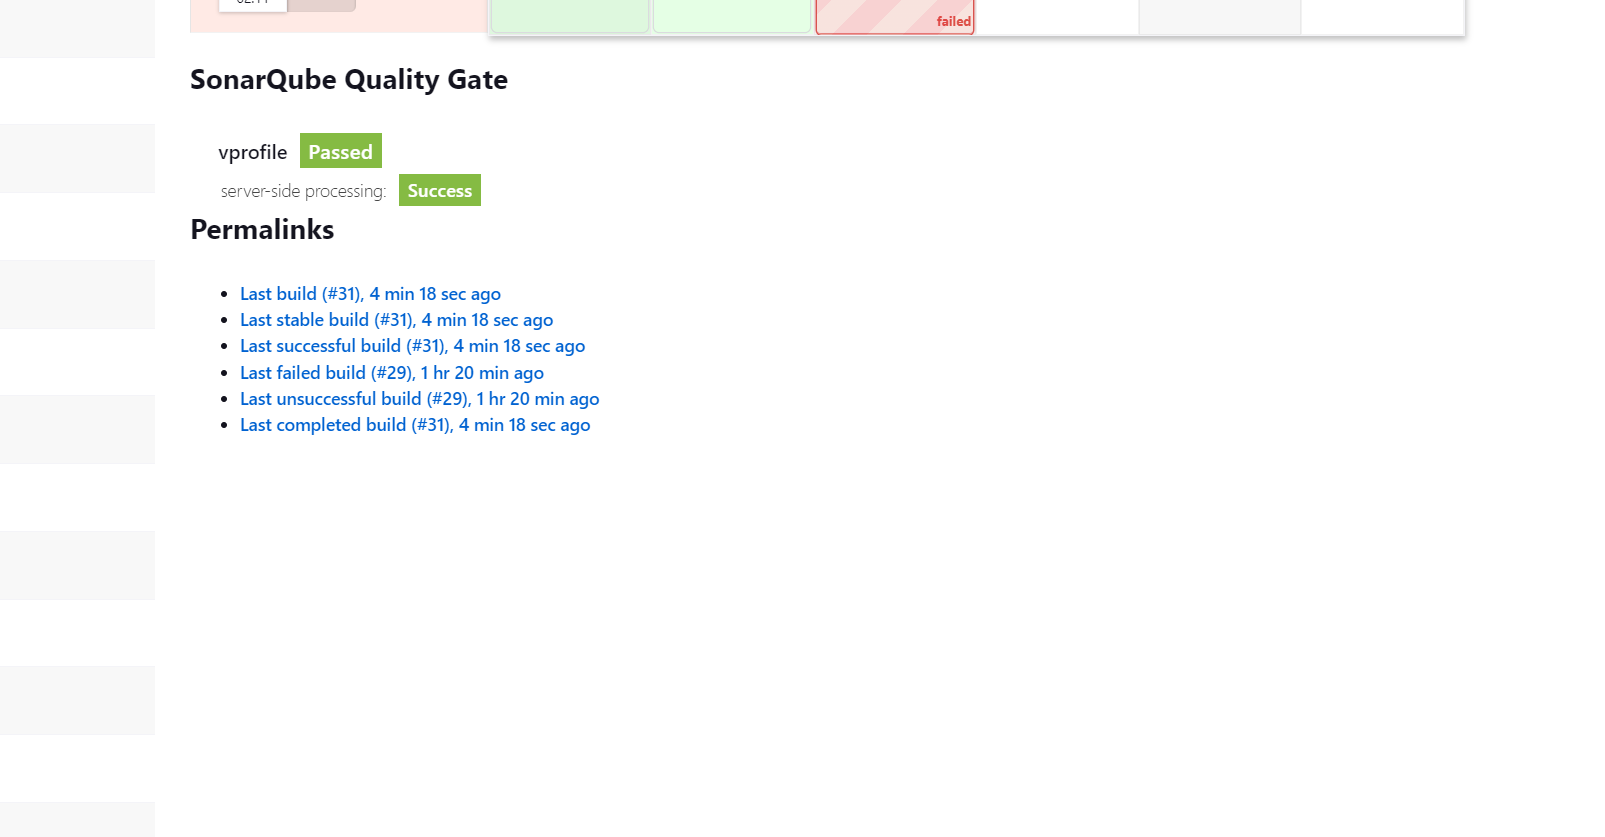 failed
SonarQube Quality Gate
vprofile Passed
server-side processing: Success
Permalinks
Last build (#31), 4 min 18 sec ago
Last stable build (#31), 4 min 18 sec ago
Last successful build (#31), 4 min 18 sec ago
Last failed build (#29), 1 hr 20 min ago
Last unsuccessful build (#29), 1 hr 20 min ago
Last completed build (#31), 4 min 18 sec ago